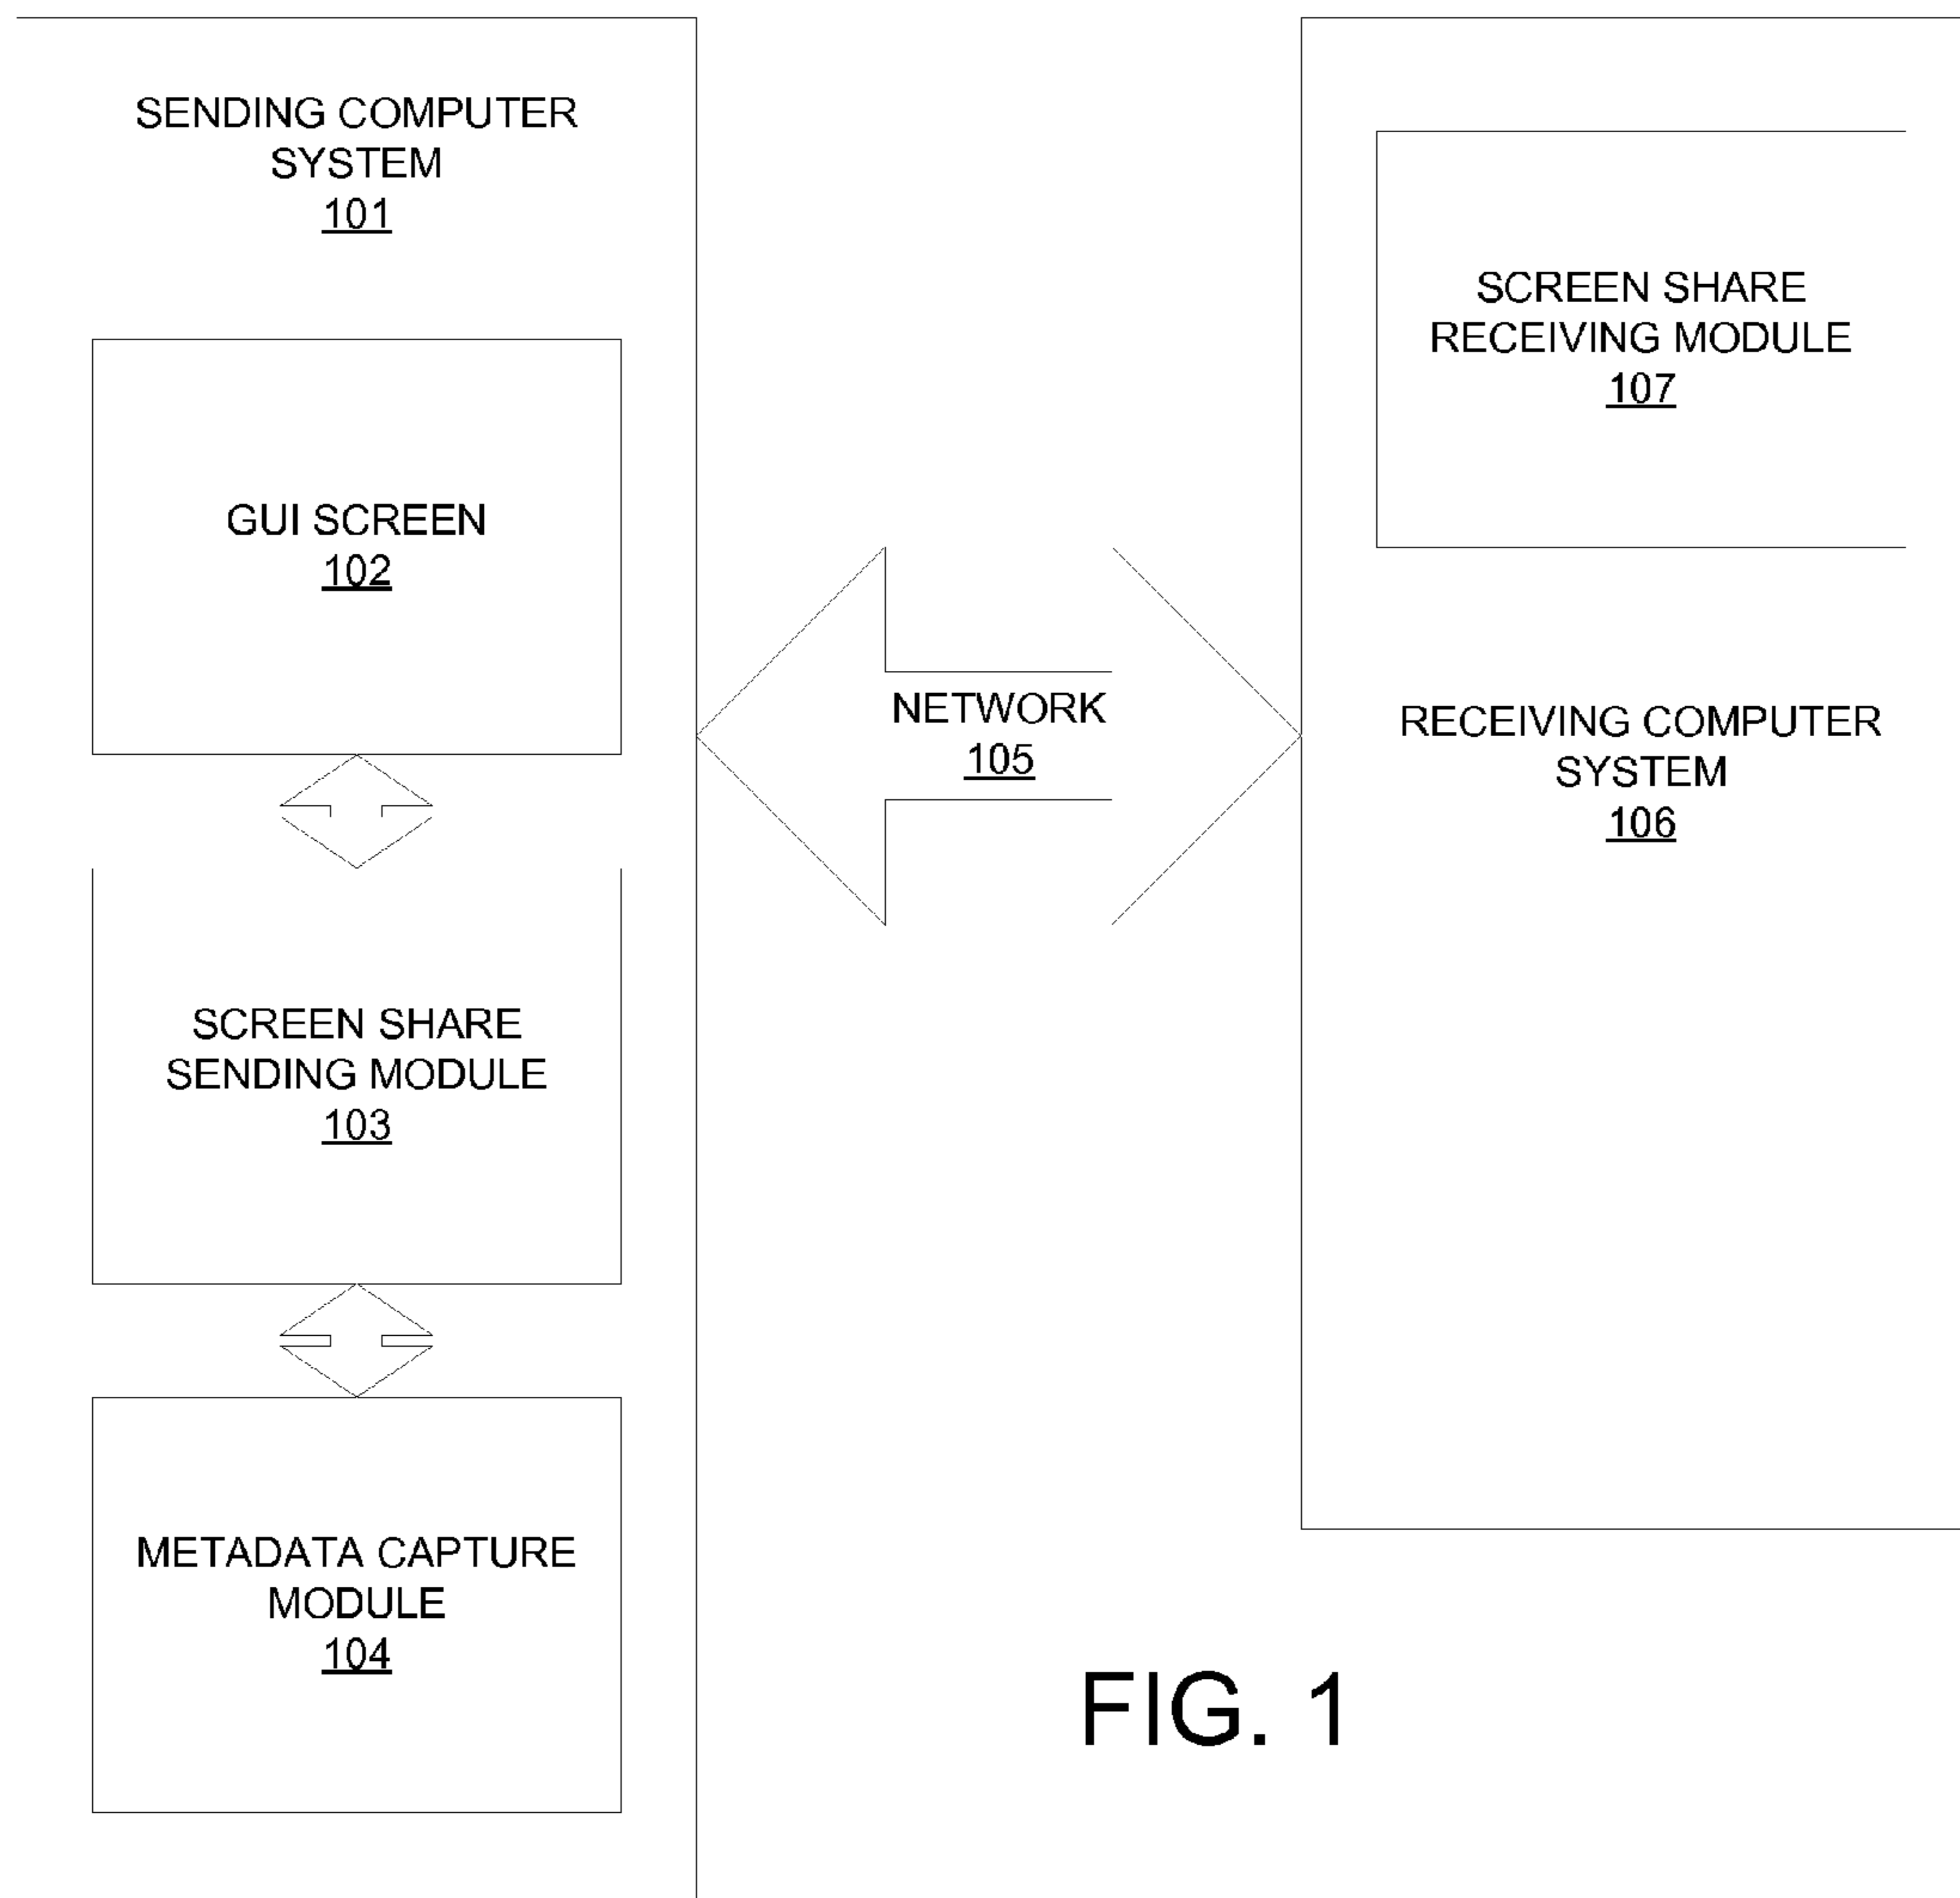 SENDING COMPUTER
SYSTEM
101
GUI SCREEN
102
SCREEN SHARE
SENDING MODULE
103
METADATA CAPTURE
MODULE
104
NETWORK
105
SCREEN SHARE
RECEIVING MODULE
107
RECEIVING COMPUTER
SYSTEM
106
FIG. 1